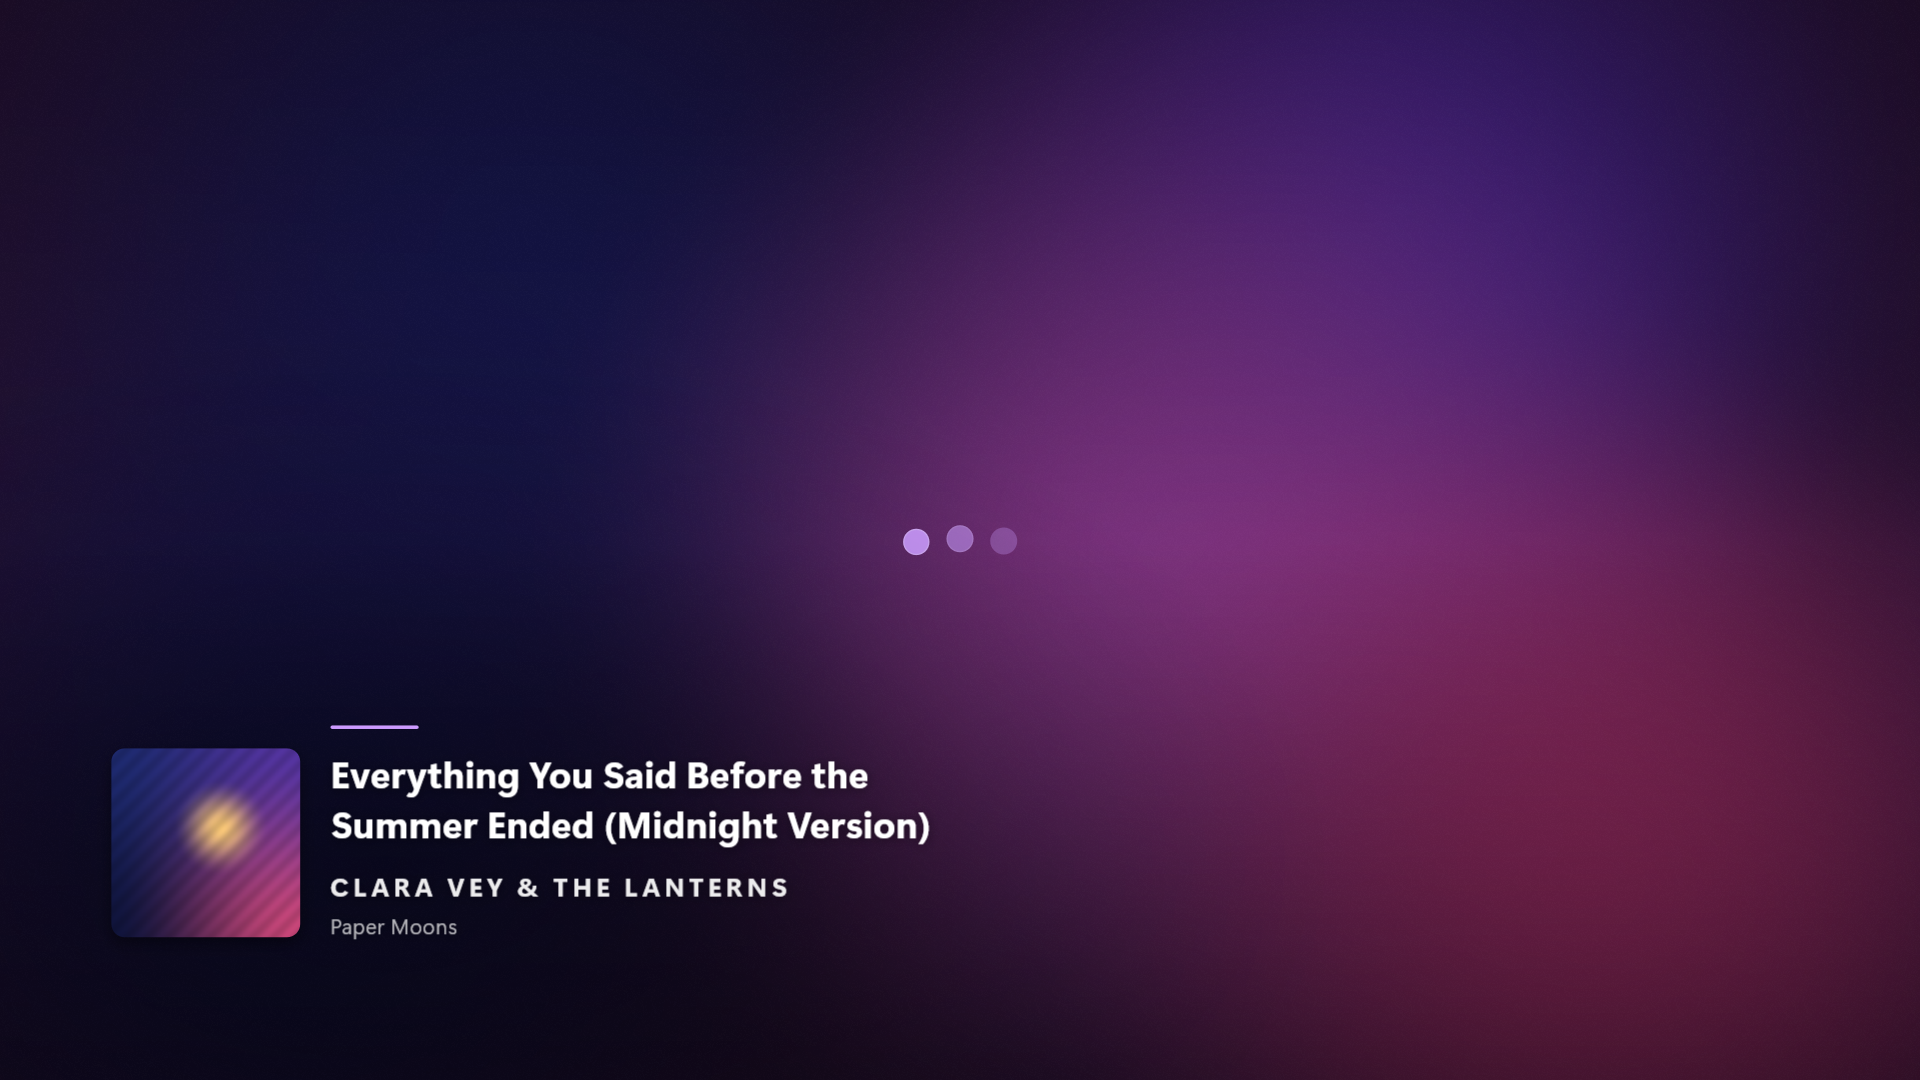 Everything You Said Before the
Summer Ended (Midnight Version)
CLARA VEY & THE LANTERNS
Paper Moons